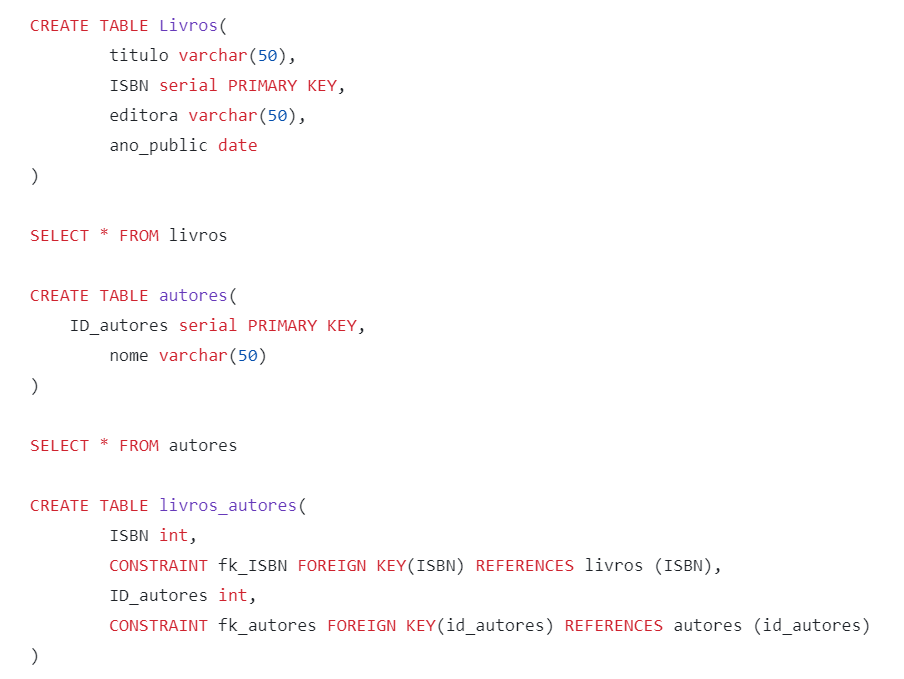 CREATE TABLE Livros(
titulo varchar(50),
ISBN serial PRIMARY KEY,
editora varchar(50),
ano_public date
)
SELECT * FROM livros
CREATE TABLE autores(
ID_autores serial PRIMARY KEY,
nome varchar(50)
)
SELECT * FROM autores
CREATE TABLE livros_autores(
ISBN int,
CONSTRAINT fk_ISBN FOREIGN KEY(ISBN) REFERENCES livros (ISBN),
ID_autores int,
CONSTRAINT fk_autores FOREIGN KEY(id_autores) REFERENCES autores (id_autores)
)